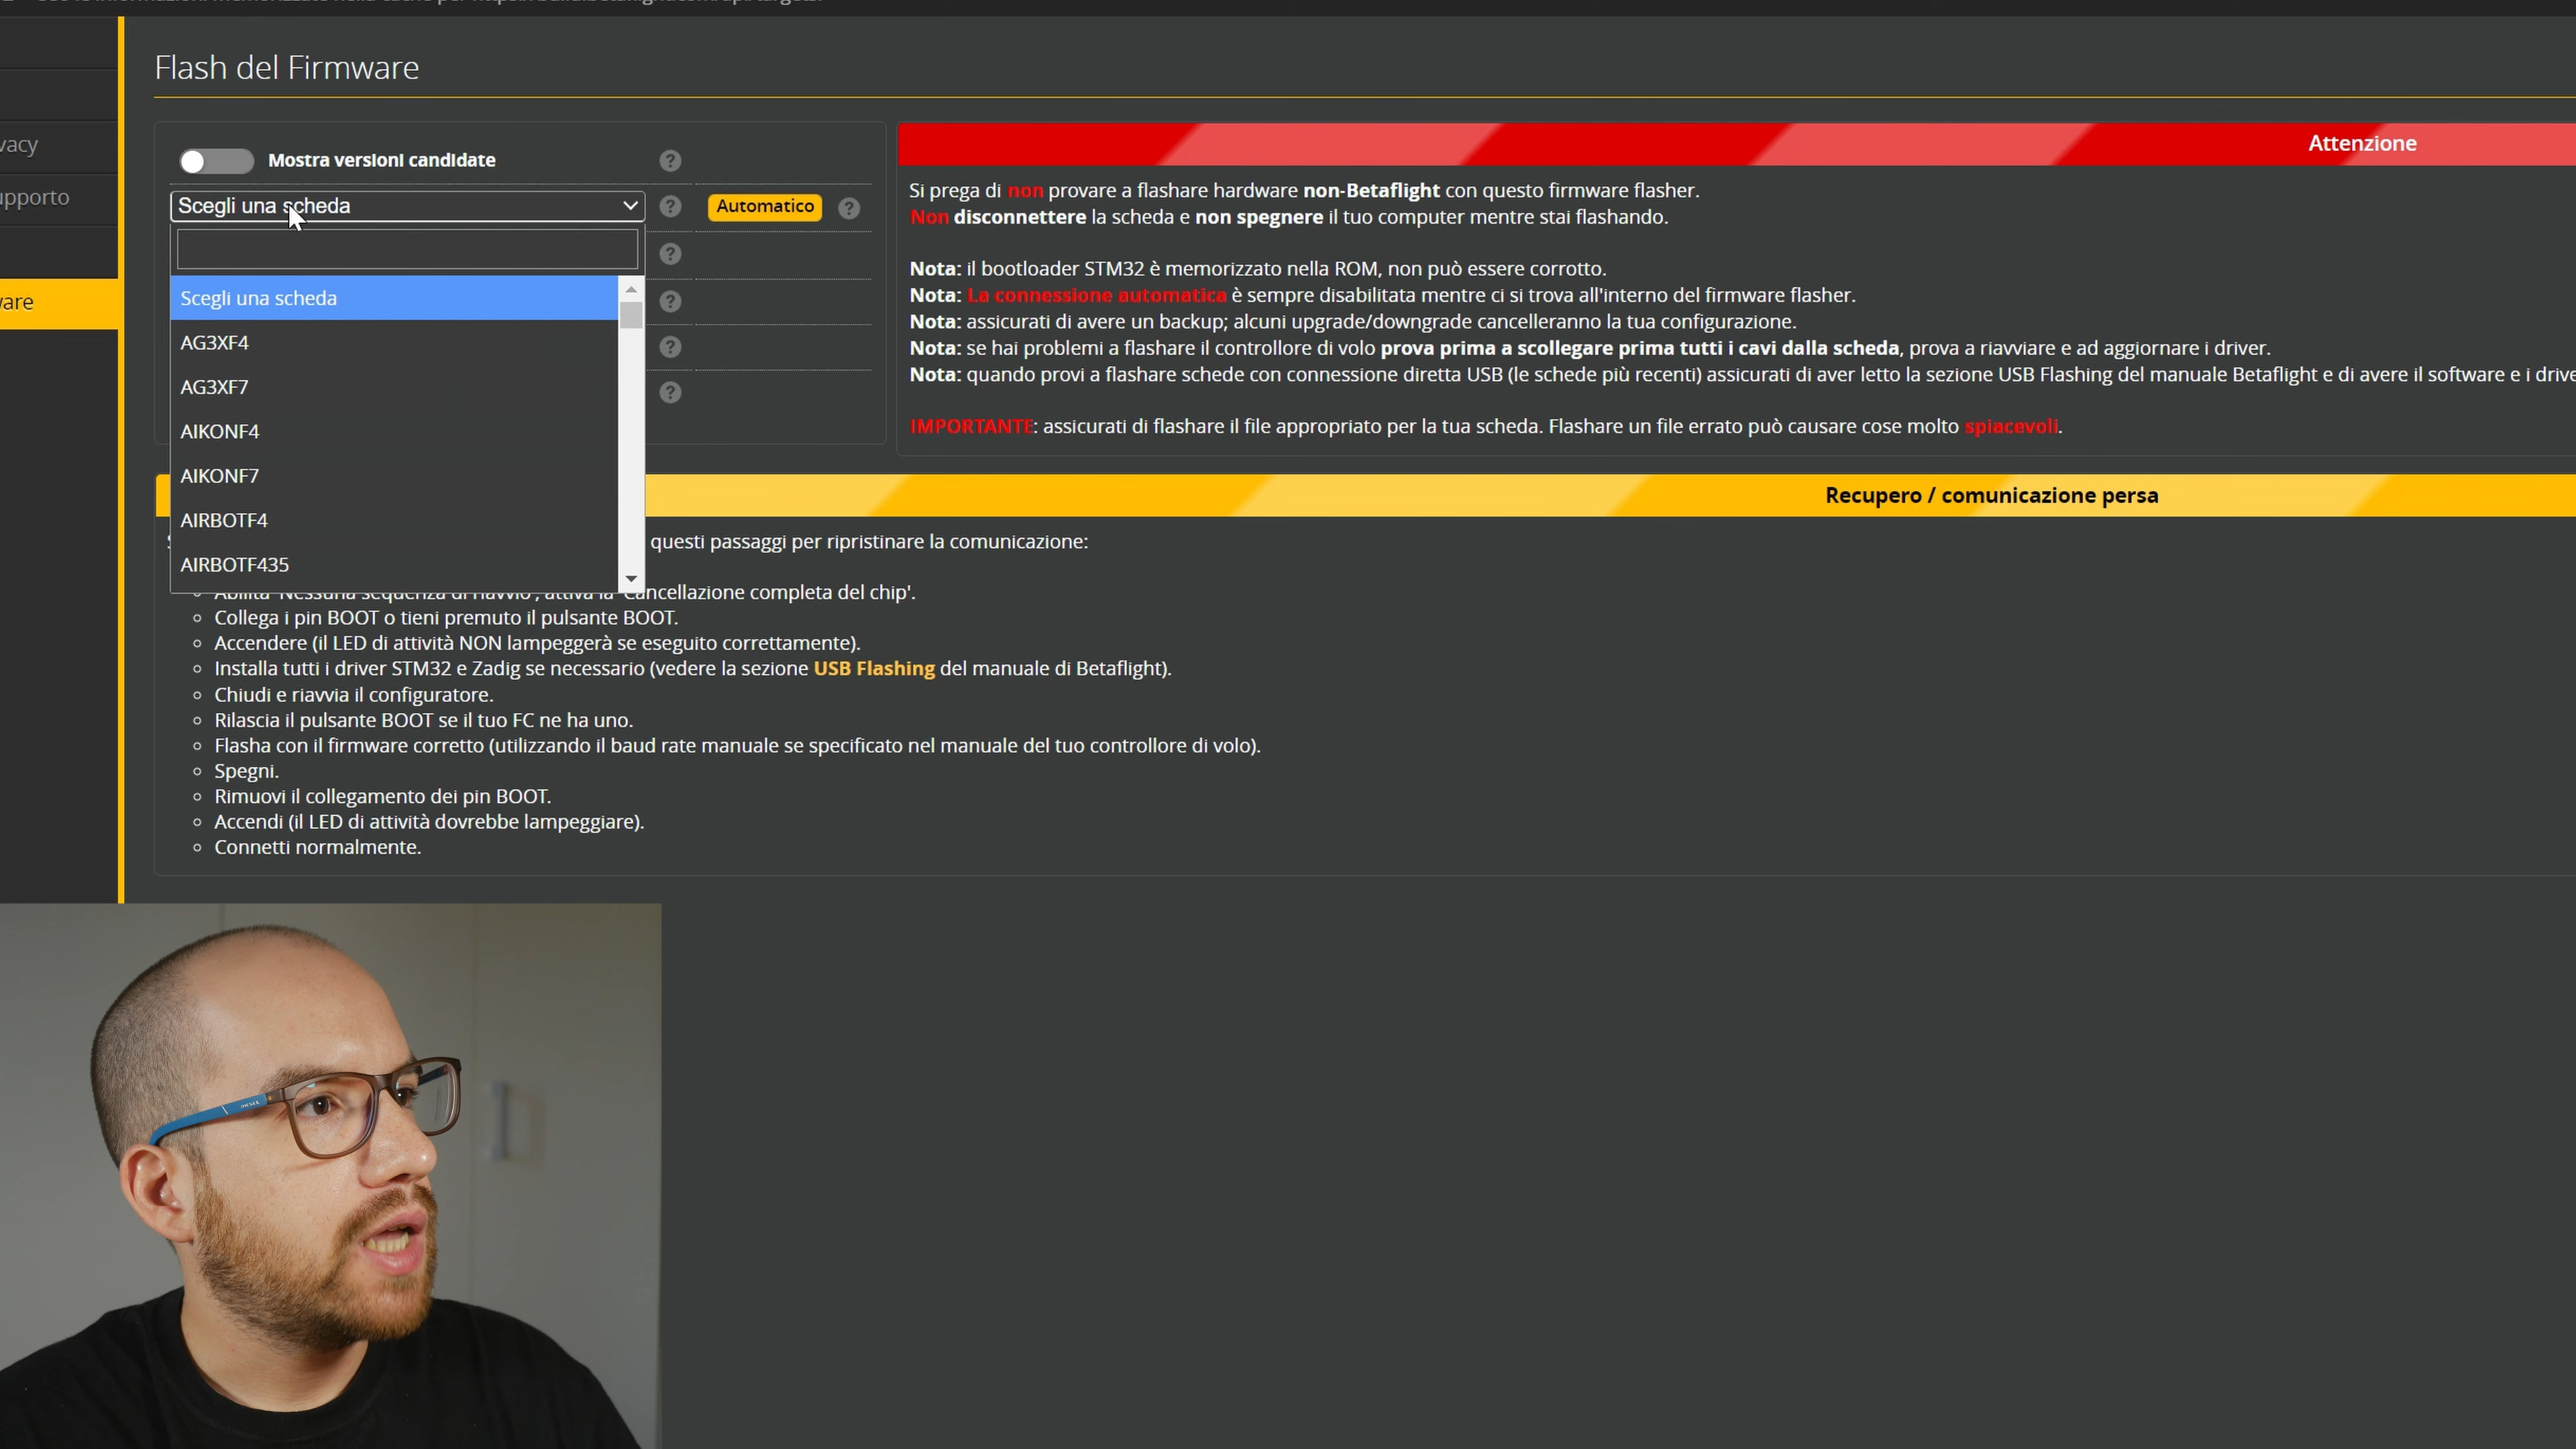 Flash del Firmware
vacy
upporto
ware
Mostra versioni candidate
?
Scegli una scheda
?
Automatico
?
?
?
?
?
Scegli una scheda
AG3XF4
AG3XF7
AIKONF4
AIKONF7
AIRBOTF4
AIRBOTF435
Attenzione
Si prega di non provare a flashare hardware non-Betaflight con questo firmware flasher.
Non disconnettere la scheda e non spegnere il tuo computer mentre stai flashando.
Nota: il bootloader STM32 è memorizzato nella ROM, non può essere corrotto.
Nota: La connessione automatica è sempre disabilitata mentre ci si trova all'interno del firmware flasher.
Nota: assicurati di avere un backup; alcuni upgrade/downgrade cancelleranno la tua configurazione.
Nota: se hai problemi a flashare il controllore di volo prova prima a scollegare prima tutti i cavi dalla scheda, prova a riavviare e ad aggiornare i driver.
Nota: quando provi a flashare schede con connessione diretta USB (le schede più recenti) assicurati di aver letto la sezione USB Flashing del manuale Betaflight e di avere il software e i drive
IMPORTANTE: assicurati di flashare il file appropriato per la tua scheda. Flashare un file errato può causare cose molto spiacevoli.
Recupero / comunicazione persa
questi passaggi per ripristinare la comunicazione:
Abilita 'Nessuna sequenza di riavvio', attiva la 'Cancellazione completa del chip'.
Collega i pin BOOT o tieni premuto il pulsante BOOT.
Accendere (il LED di attività NON lampeggerà se eseguito correttamente).
Installa tutti i driver STM32 e Zadig se necessario (vedere la sezione USB Flashing del manuale di Betaflight).
Chiudi e riavvia il configuratore.
Rilascia il pulsante BOOT se il tuo FC ne ha uno.
Flasha con il firmware corretto (utilizzando il baud rate manuale se specificato nel manuale del tuo controllore di volo).
Spegni.
Rimuovi il collegamento dei pin BOOT.
Accendi (il LED di attività dovrebbe lampeggiare).
Connetti normalmente.